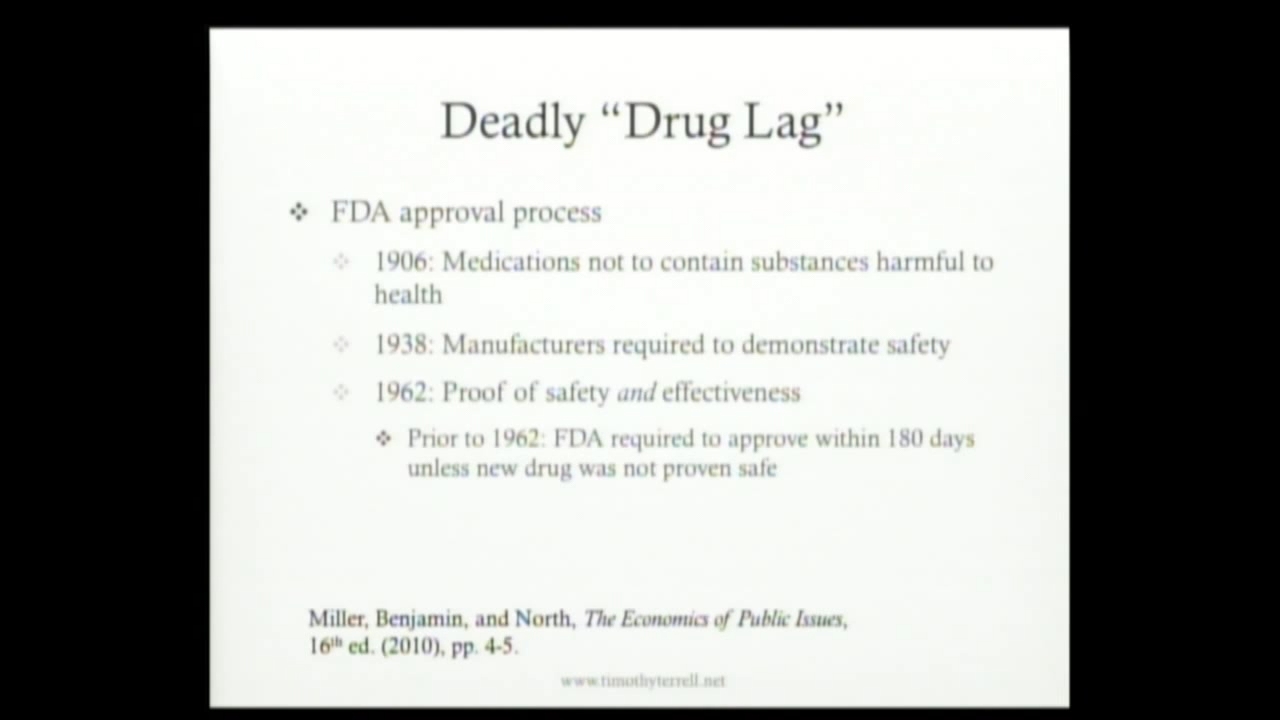 Deadly “Drug Lag”
FDA approval process
1906: Medications not to contain substances harmful to
health
1938: Manufacturers required to demonstrate safety
1962: Proof of safety and effectiveness
Prior to 1962: FDA required to approve within 180 days
unless new drug was not proven safe
Miller, Benjamin, and North, The Economics of Public Issues,
16th ed. (2010), pp. 4-5.
www.timothyterrell.net